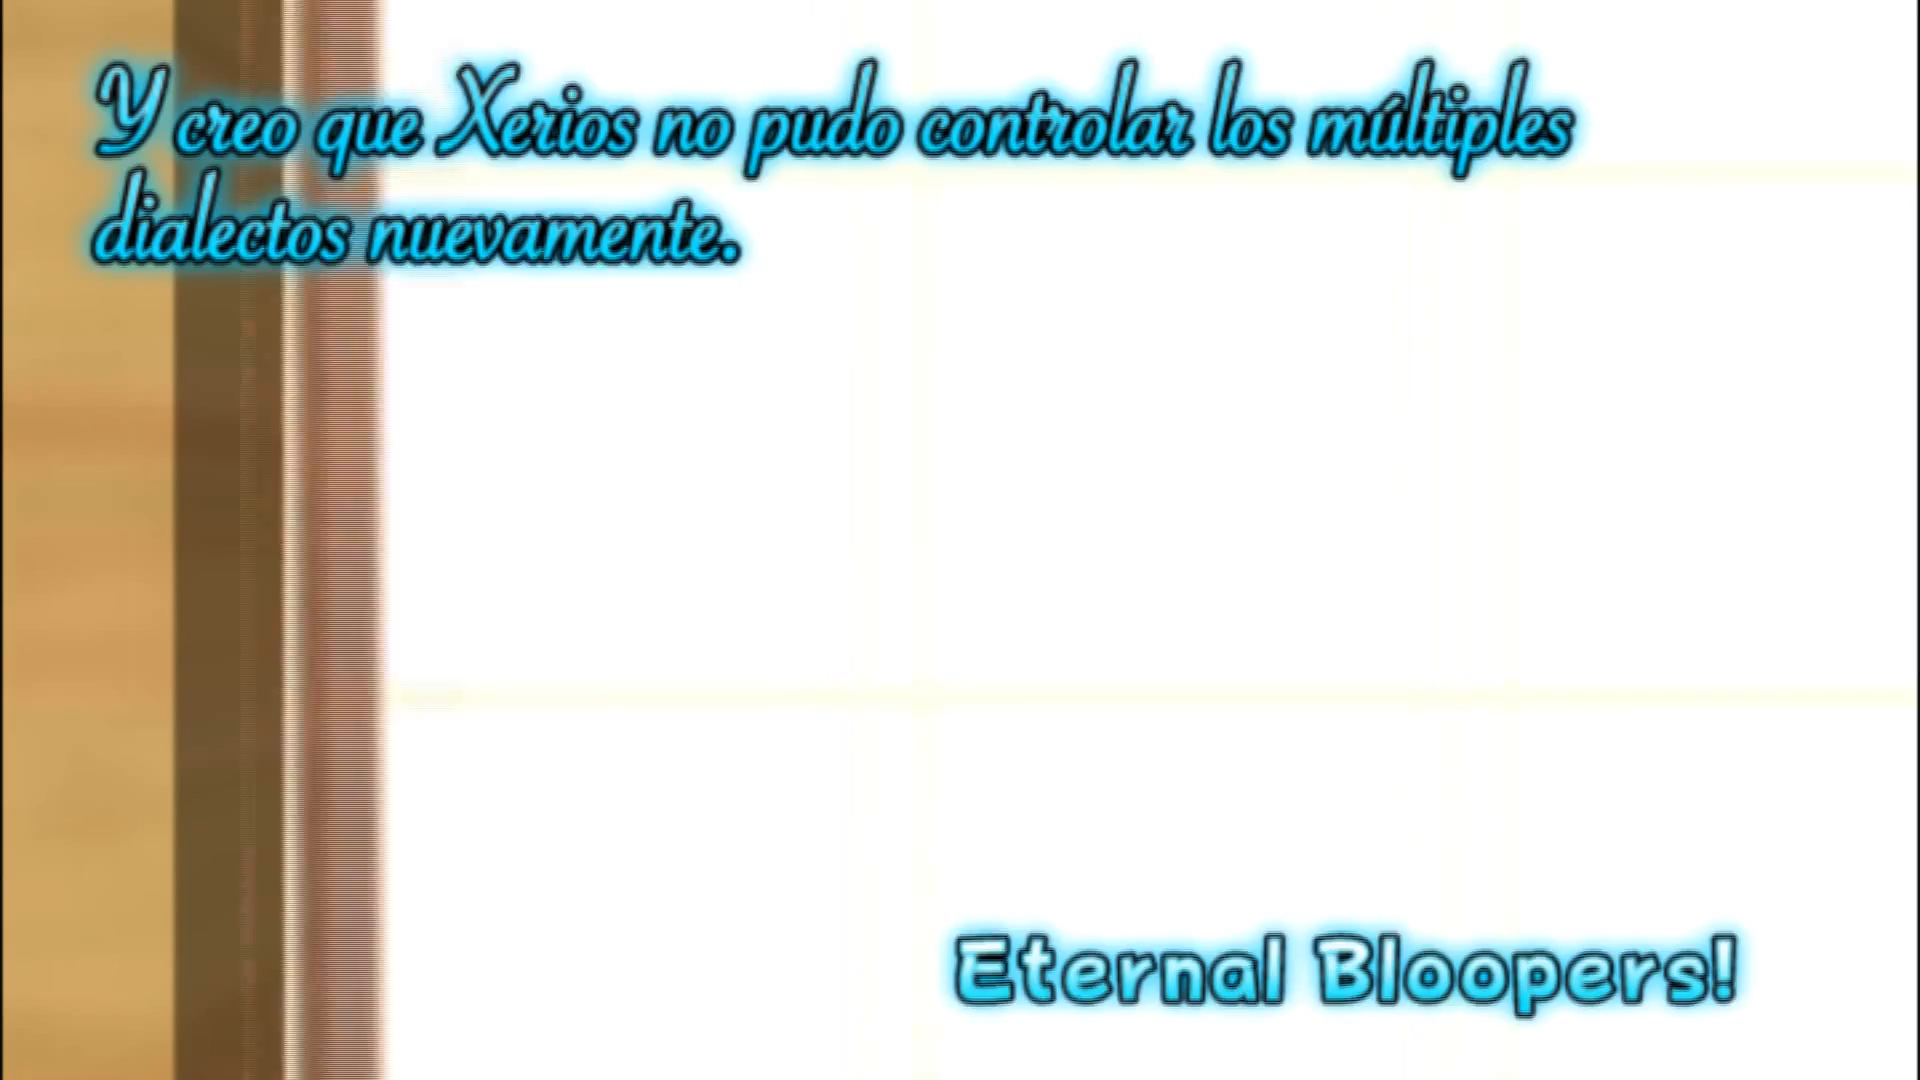 Y creo que Xerios no pudo controlar los múltiples
dialectos nuevamente.
Eternal Bloopers!